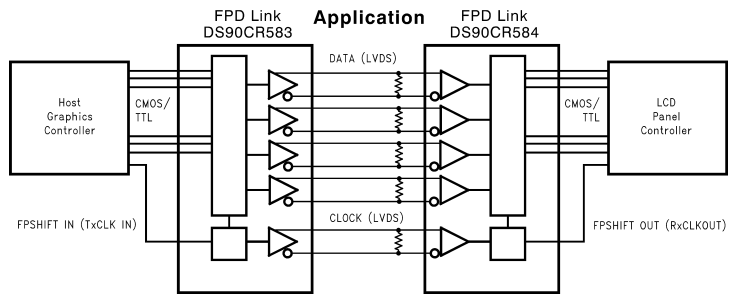 Application
FPD Link
DS90CR583
FPD Link
DS90CR584
DATA (LVDS)
Host
Graphics
Controller
CMOS/
TTL
CMOS/
TTL
LCD
Panel
Controller
CLOCK (LVDS)
FPSHIFT IN (TxCLK IN)
FPSHIFT OUT (RxCLKOUT)